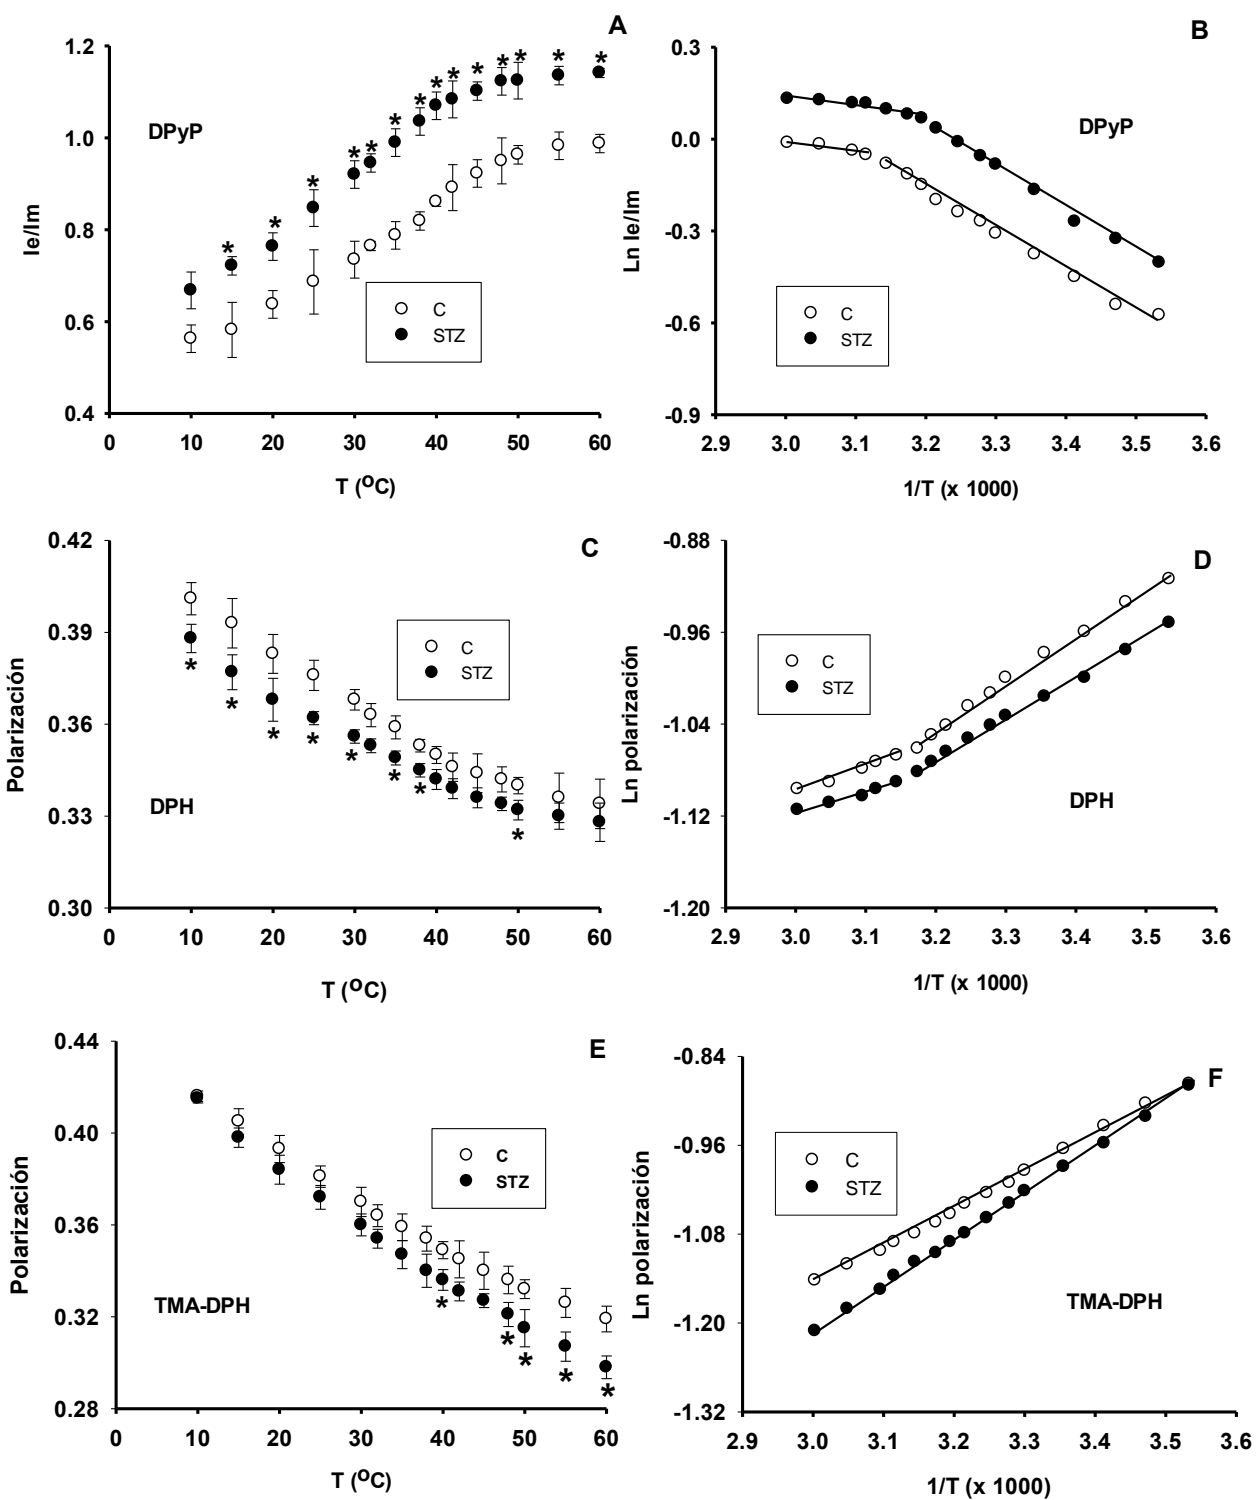 A
1.2
1.0
0.8
0.6
0.4
Ie/Im
DPyP
* * * * * * * * * * * * * *
C
STZ
0 10 20 30 40 50 60
T (ºC)
B
0.3
0.0
-0.3
-0.6
-0.9
Ln Ie/Im
DPyP
C
STZ
2.9 3.0 3.1 3.2 3.3 3.4 3.5 3.6
1/T (x 1000)
C
0.42
0.39
0.36
0.33
0.30
Polarización
C
STZ
* * * * * * * *
DPH
0 10 20 30 40 50 60
T (ºC)
D
-0.88
-0.96
-1.04
-1.12
-1.20
Ln polarización
C
STZ
DPH
2.9 3.0 3.1 3.2 3.3 3.4 3.5 3.6
1/T (x 1000)
E
0.44
0.40
0.36
0.32
0.28
Polarización
C
STZ
TMA-DPH
* * * * *
0 10 20 30 40 50 60
T (ºC)
F
-0.84
-0.96
-1.08
-1.20
-1.32
Ln polarización
C
STZ
TMA-DPH
2.9 3.0 3.1 3.2 3.3 3.4 3.5 3.6
1/T (x 1000)